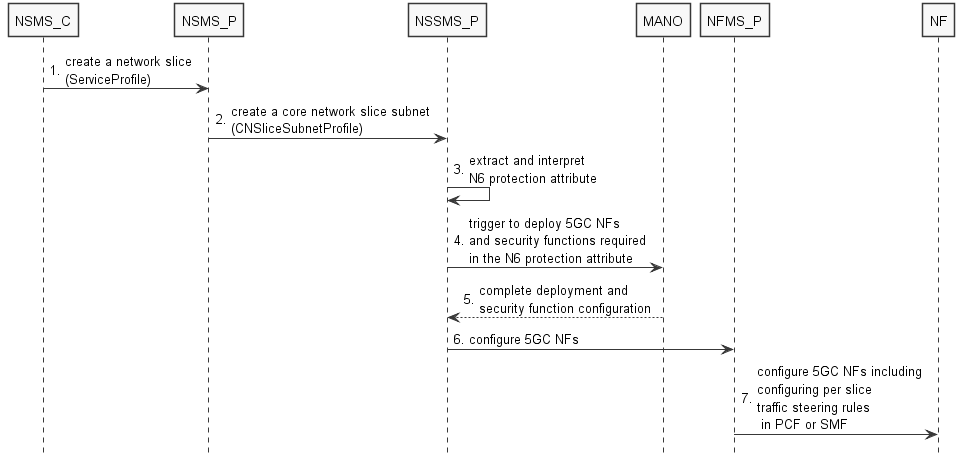 NSMS_C NSMS_P NSSMS_P MANO NFMS_P NF
1. create a network slice
(ServiceProfile)
2. create a core network slice subnet
(CNSliceSubnetProfile)
3. extract and interpret
N6 protection attribute
trigger to deploy 5GC NFs
4. and security functions required
in the N6 protection attribute
5. complete deployment and
security function configuration
6. configure 5GC NFs
configure 5GC NFs including
configuring per slice
7. traffic steering rules
in PCF or SMF